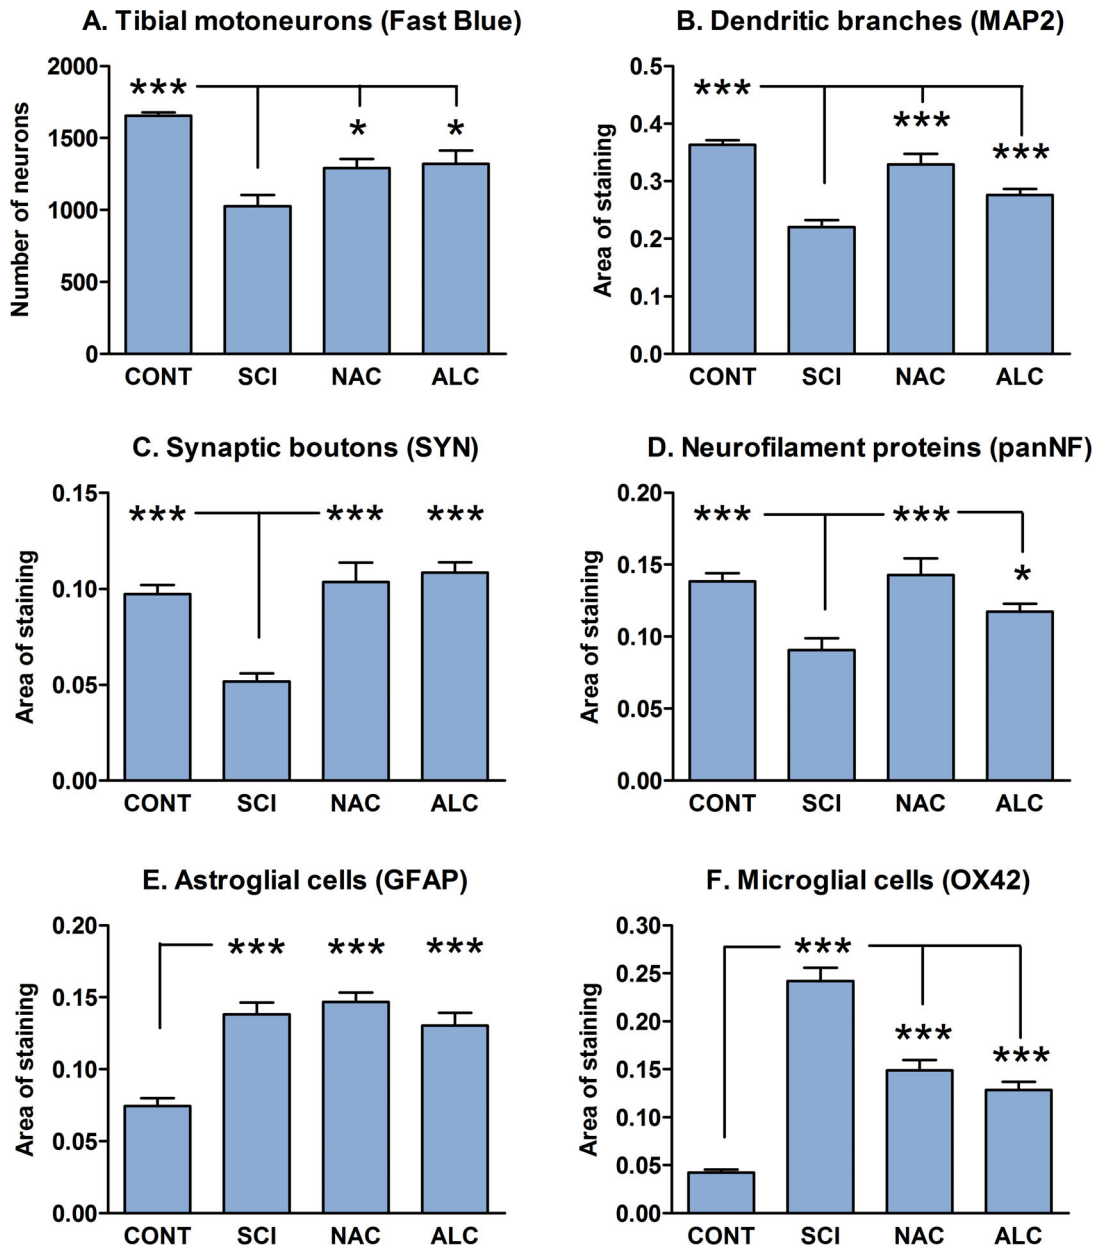 A. Tibial motoneurons (Fast Blue)
Number of neurons
2000
1500
1000
500
0
***
*
*
CONT SCI NAC ALC
B. Dendritic branches (MAP2)
Area of staining
0.5
0.4
0.3
0.2
0.1
0.0
***
***
***
CONT SCI NAC ALC
C. Synaptic boutons (SYN)
Area of staining
0.15
0.10
0.05
0.00
*** *** ***
CONT SCI NAC ALC
D. Neurofilament proteins (panNF)
Area of staining
0.20
0.15
0.10
0.05
0.00
*** ***
*
CONT SCI NAC ALC
E. Astroglial cells (GFAP)
Area of staining
0.20
0.15
0.10
0.05
0.00
*** *** ***
CONT SCI NAC ALC
F. Microglial cells (OX42)
Area of staining
0.30
0.25
0.20
0.15
0.10
0.05
0.00
***
***
***
CONT SCI NAC ALC